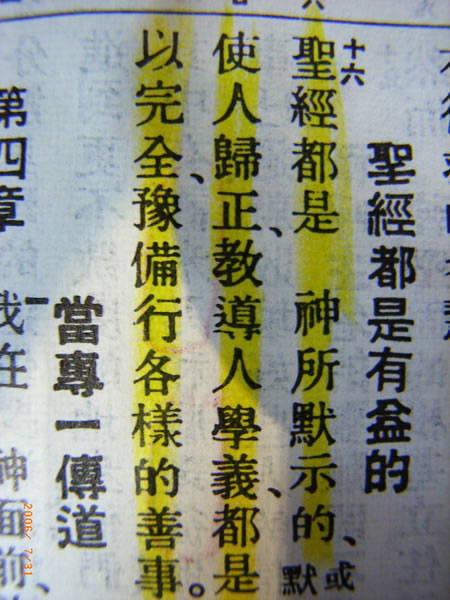 聖經都是有益的
十六聖經都是 神所默示的、或
默
使人歸正、教導人學義、都是
以完全、豫備行各樣的善事。
當專一傳道
第四章 一我在 神面前、
2006/ 7/31